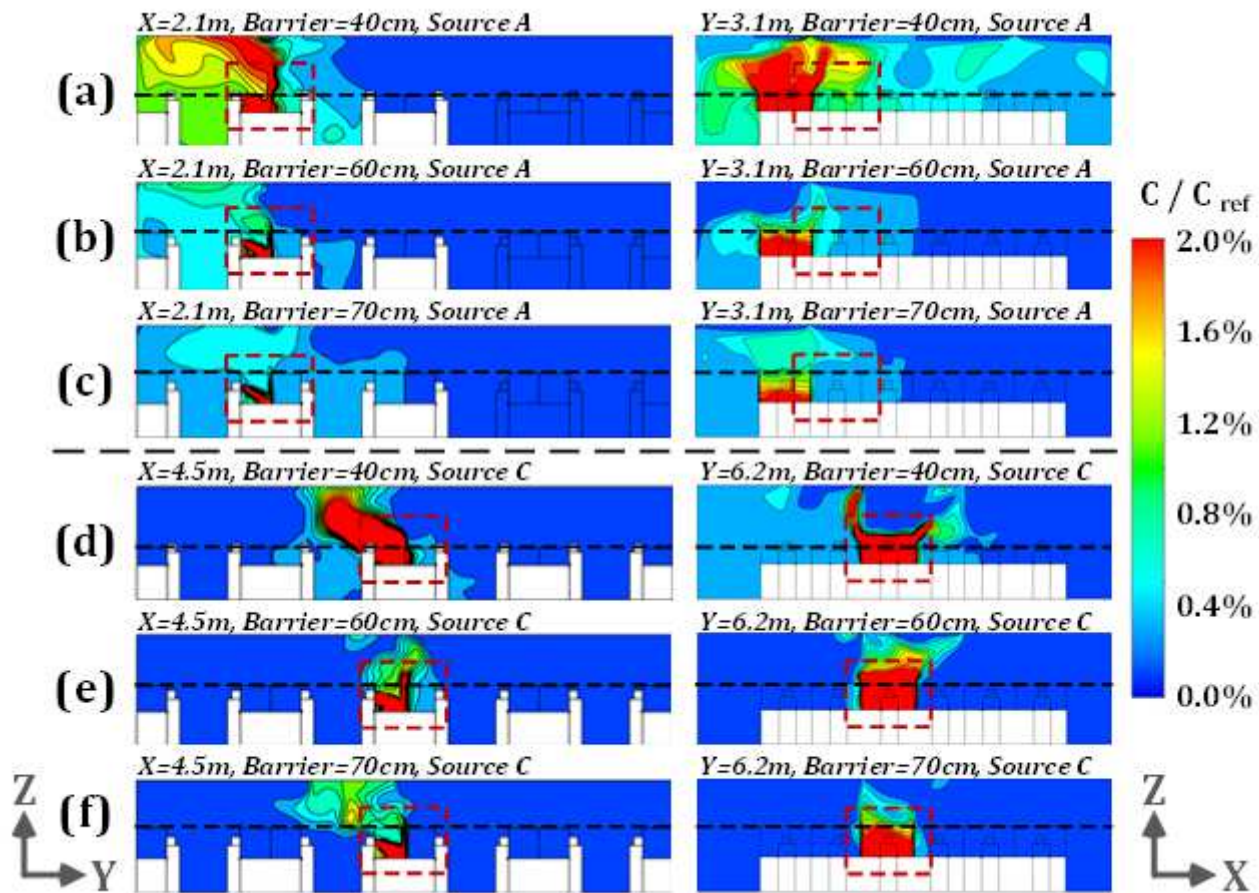 X=2.1m, Barrier=40cm, Source A
Y=3.1m, Barrier=40cm, Source A
(a)
X=2.1m, Barrier=60cm, Source A
Y=3.1m, Barrier=60cm, Source A
(b)
X=2.1m, Barrier=70cm, Source A
Y=3.1m, Barrier=70cm, Source A
(c)
X=4.5m, Barrier=40cm, Source C
Y=6.2m, Barrier=40cm, Source C
(d)
X=4.5m, Barrier=60cm, Source C
Y=6.2m, Barrier=60cm, Source C
(e)
X=4.5m, Barrier=70cm, Source C
Y=6.2m, Barrier=70cm, Source C
(f)
Z
Y
C / C ref
2.0%
1.6%
1.2%
0.8%
0.4%
0.0%
Z
X